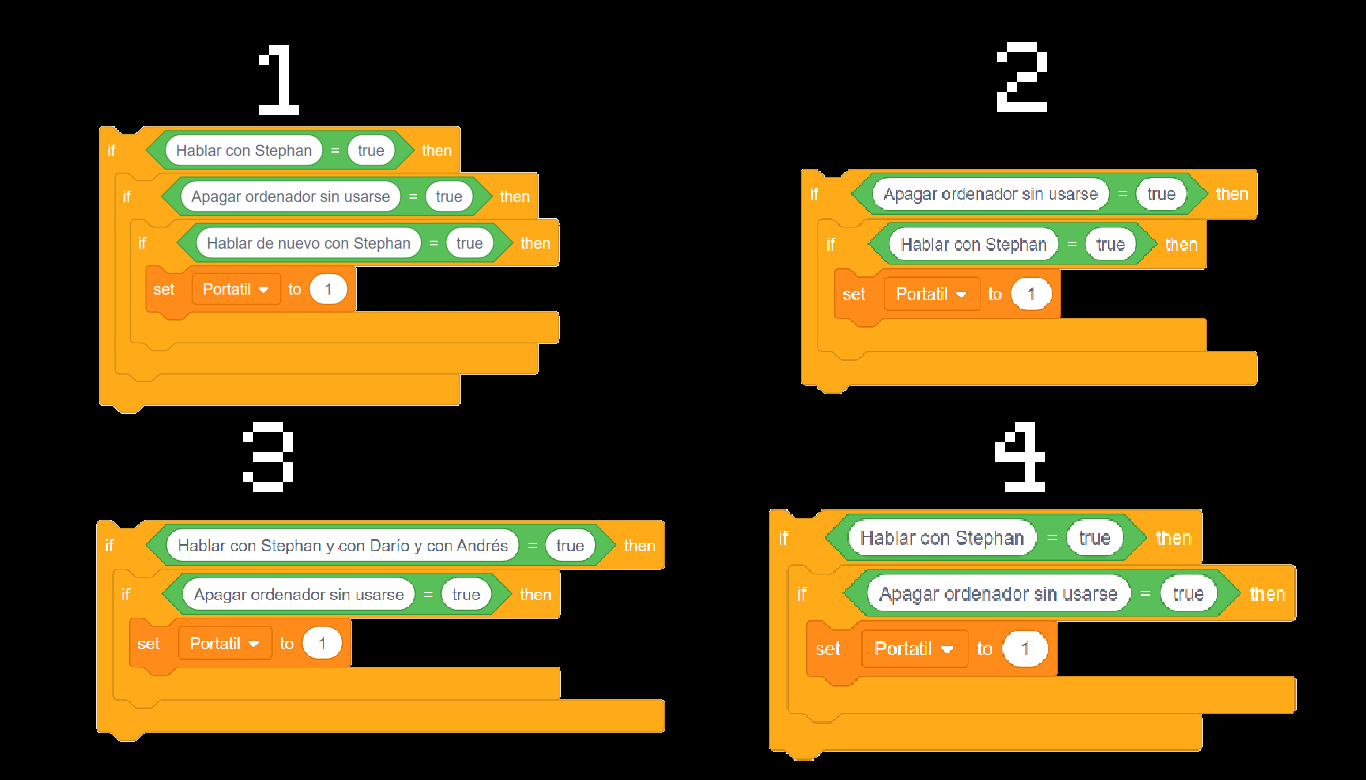 1
if Hablar con Stephan = true then
if Apagar ordenador sin usarse = true then
if Hablar de nuevo con Stephan = true then
set Portatil to 1
2
if Apagar ordenador sin usarse = true then
if Hablar con Stephan = true then
set Portatil to 1
3
if Hablar con Stephan y con Darío y con Andrés = true then
if Apagar ordenador sin usarse = true then
set Portatil to 1
4
if Hablar con Stephan = true then
if Apagar ordenador sin usarse = true then
set Portatil to 1